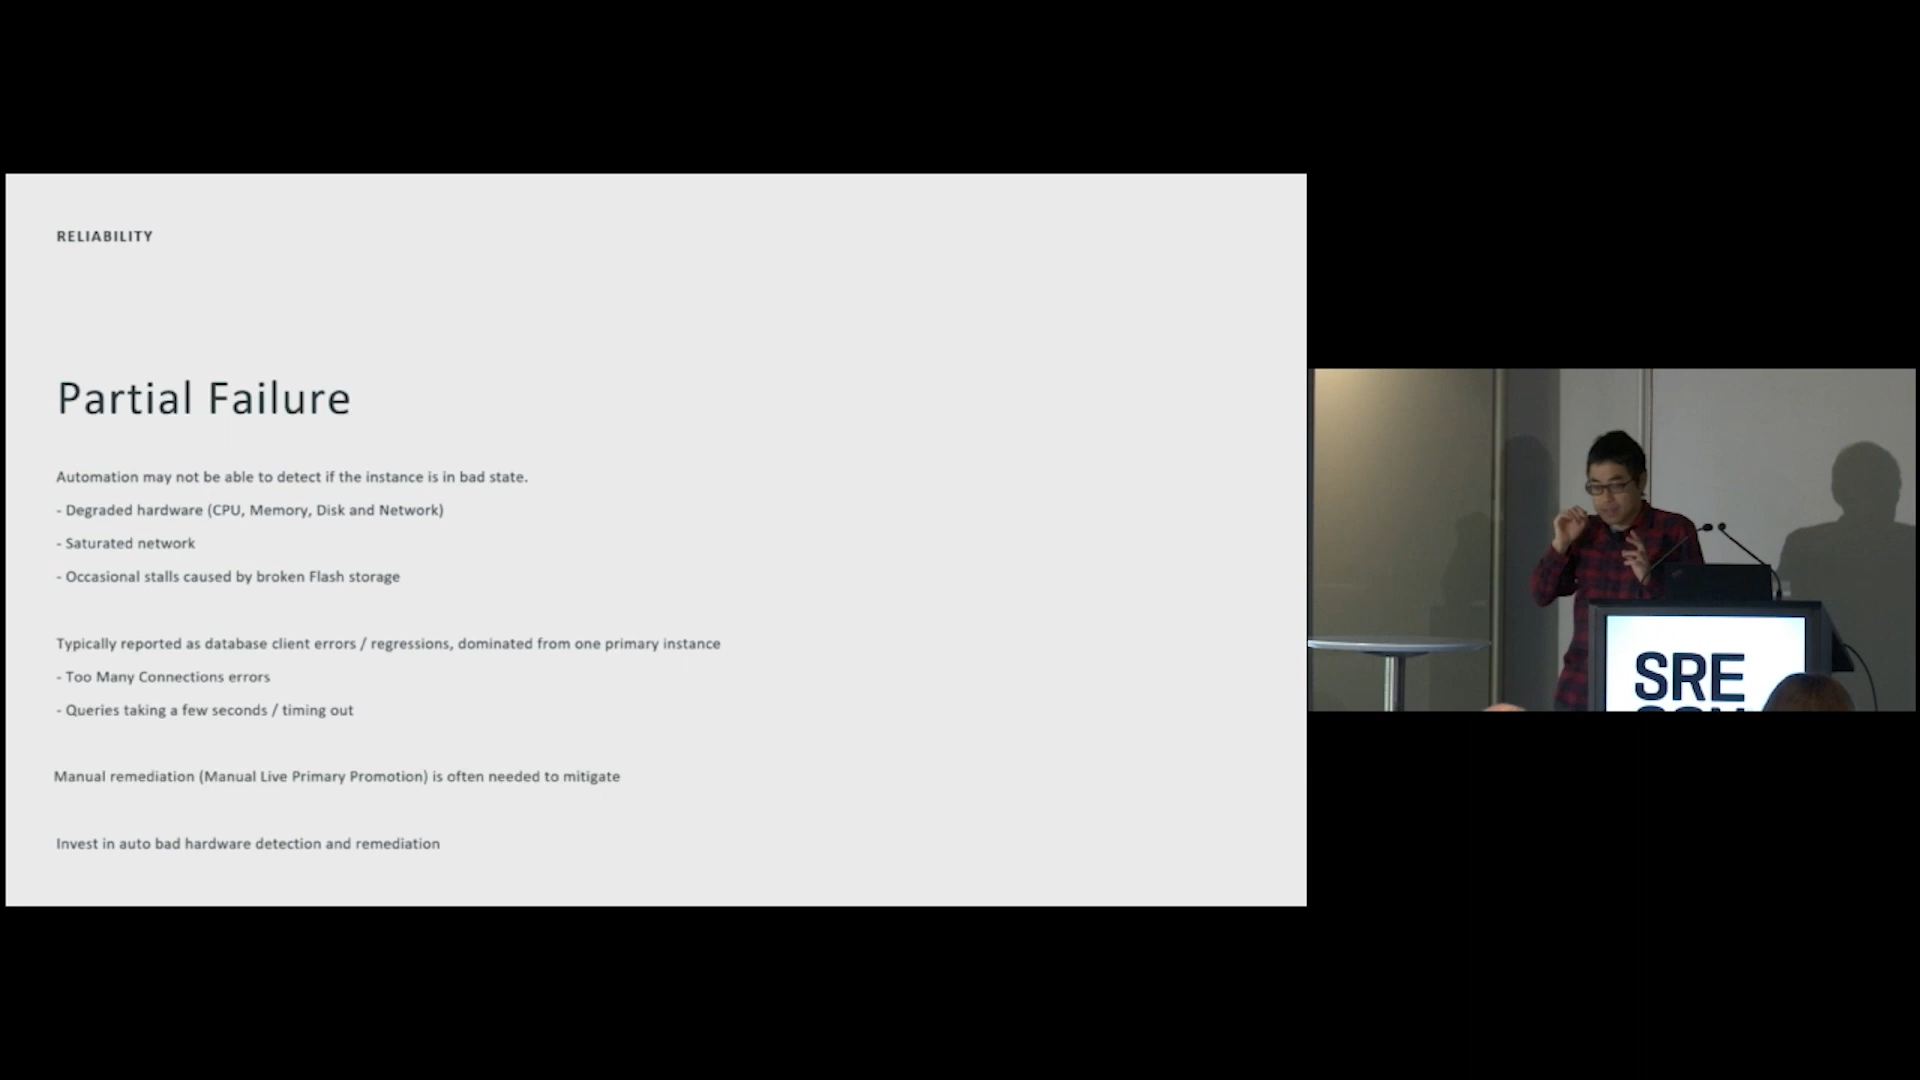 RELIABILITY
Partial Failure
Automation may not be able to detect if the instance is in bad state.
- Degraded hardware (CPU, Memory, Disk and Network)
- Saturated network
- Occasional stalls caused by broken Flash storage
Typically reported as database client errors / regressions, dominated from one primary instance
- Too Many Connections errors
- Queries taking a few seconds / timing out
Manual remediation (Manual Live Primary Promotion) is often needed to mitigate
Invest in auto bad hardware detection and remediation
SRE